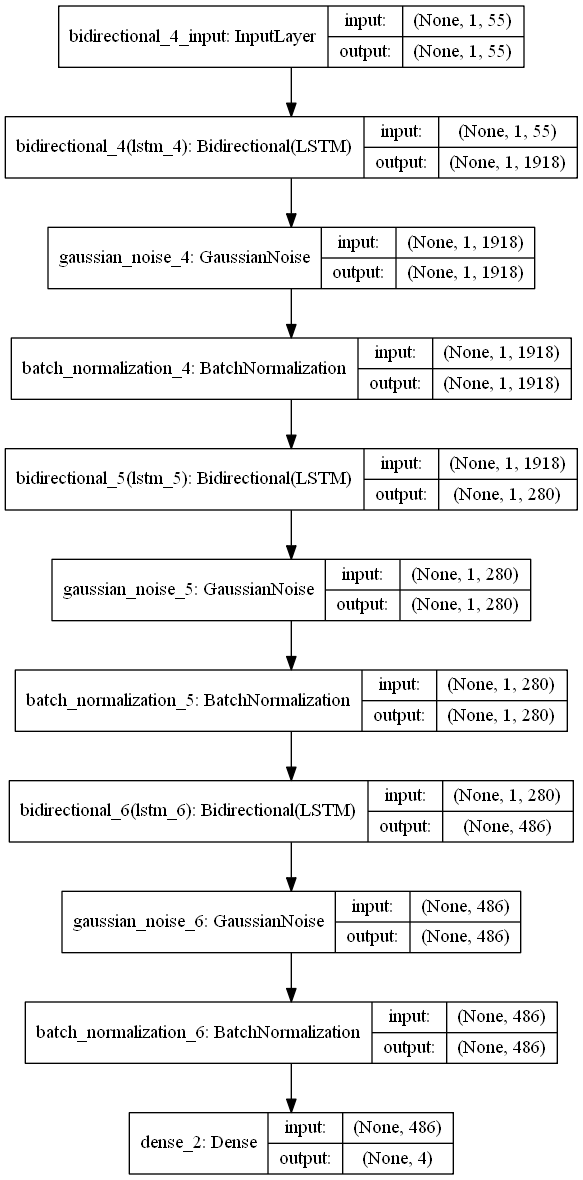 bidirectional_4_input: InputLayer
input: (None, 1, 55)
output: (None, 1, 55)
bidirectional_4(lstm_4): Bidirectional(LSTM)
input: (None, 1, 55)
output: (None, 1, 1918)
gaussian_noise_4: GaussianNoise
input: (None, 1, 1918)
output: (None, 1, 1918)
batch_normalization_4: BatchNormalization
input: (None, 1, 1918)
output: (None, 1, 1918)
bidirectional_5(lstm_5): Bidirectional(LSTM)
input: (None, 1, 1918)
output: (None, 1, 280)
gaussian_noise_5: GaussianNoise
input: (None, 1, 280)
output: (None, 1, 280)
batch_normalization_5: BatchNormalization
input: (None, 1, 280)
output: (None, 1, 280)
bidirectional_6(lstm_6): Bidirectional(LSTM)
input: (None, 1, 280)
output: (None, 486)
gaussian_noise_6: GaussianNoise
input: (None, 486)
output: (None, 486)
batch_normalization_6: BatchNormalization
input: (None, 486)
output: (None, 486)
dense_2: Dense
input: (None, 486)
output: (None, 4)